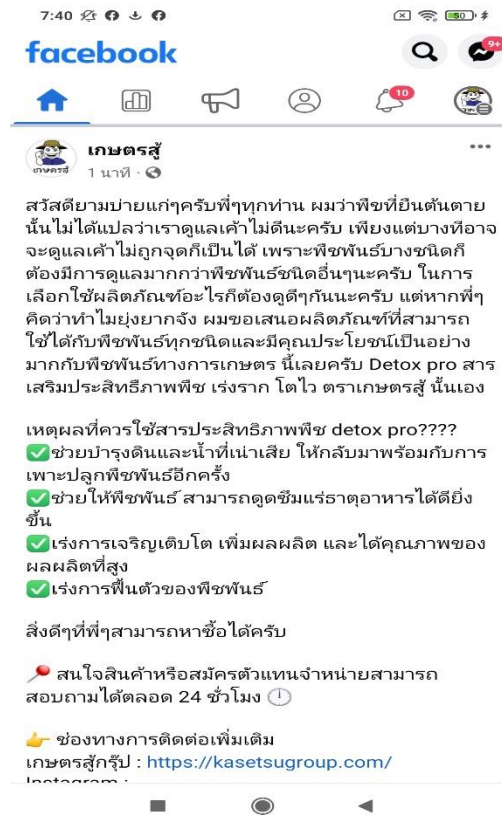 7:40
50
facebook
9+
10
เกษตรสู้
เกษตรสู้
1 นาที ·
สวัสดียามบ่ายแก่ๆครับพี่ๆทุกท่าน ผมว่าพืชที่ยืนต้นตาย
นั้นไม่ได้แปลว่าเราดูแลเค้าไม่ดีนะครับ เพียงแต่บางทีอาจ
จะดูแลเค้าไม่ถูกจุดก็เป็นได้ เพราะพืชพันธ์บางชนิดก็
ต้องมีการดูแลมากกว่าพืชพันธ์ชนิดอื่นๆนะครับ ในการ
เลือกใช้ผลิตภัณฑ์อะไรก็ต้องดูดีๆกันนะครับ แต่หากพี่ๆ
คิดว่าทำไมยุ่งยากจัง ผมขอเสนอผลิตภัณฑ์ที่สามารถ
ใช้ได้กับพืชพันธ์ทุกชนิดและมีคุณประโยชน์เป็นอย่าง
มากกับพืชพันธ์ทางการเกษตร นี้เลยครับ Detox pro สาร
เสริมประสิทธิภาพพืช เร่งราก โตไว ตราเกษตรสู้ นั้นเอง
เหตุผลที่ควรใช้สารประสิทธิภาพพืช detox pro????
✅ช่วยบำรุงดินและน้ำที่เน่าเสีย ให้กลับมาพร้อมกับการ
เพาะปลูกพืชพันธ์อีกครั้ง
✅ช่วยให้พืชพันธ์ สามารถดูดซึมแร่ธาตุอาหารได้ดียิ่ง
ขึ้น
✅เร่งการเจริญเติบโต เพิ่มผลผลิต และได้คุณภาพของ
ผลผลิตที่สูง
✅เร่งการฟื้นตัวของพืชพันธ์
สิ่งดีๆที่พี่ๆสามารถหาซื้อได้ครับ
📍 สนใจสินค้าหรือสมัครตัวแทนจำหน่ายสามารถ
สอบถามได้ตลอด 24 ชั่วโมง 🕛
👉 ช่องทางการติดต่อเพิ่มเติม
เกษตรสู้กรุ๊ป : https://kasetsugroup.com/
Instagram :